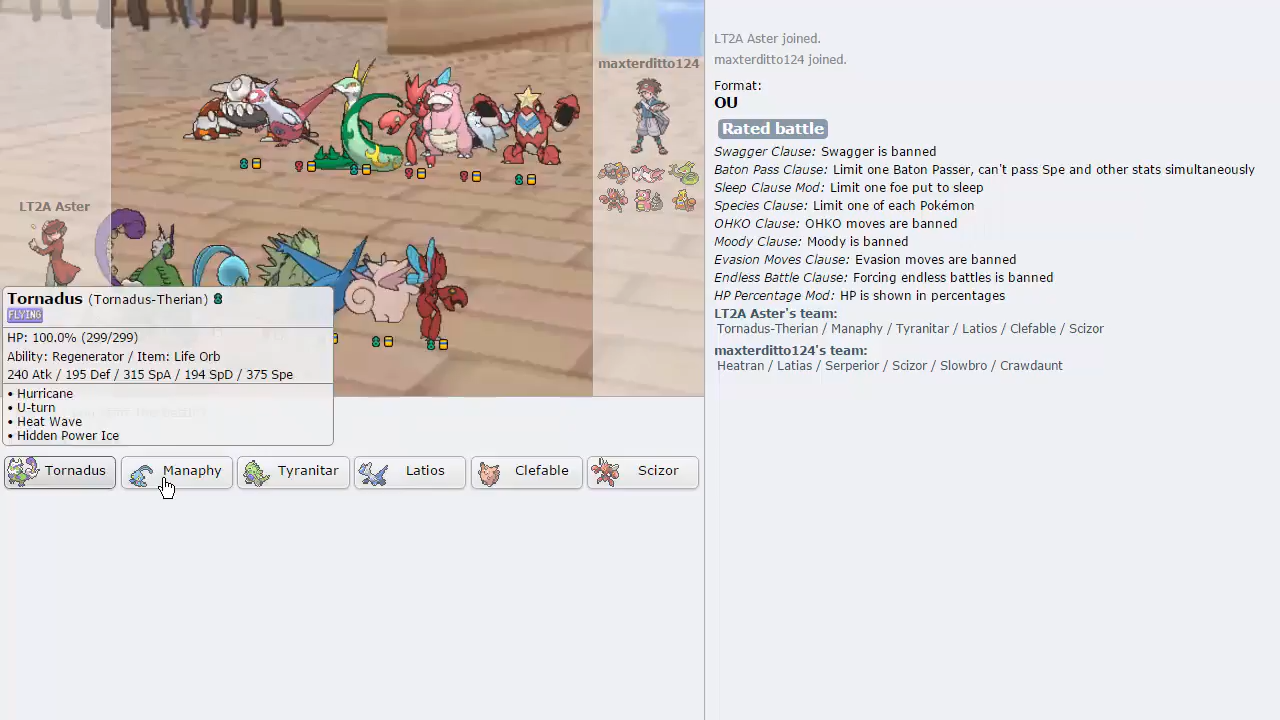 LT2A Aster joined.
maxterditto124 joined.
Format:
OU
Rated battle
Swagger Clause: Swagger is banned
Baton Pass Clause: Limit one Baton Passer, can't pass Spe and other stats simultaneously
Sleep Clause Mod: Limit one foe put to sleep
Species Clause: Limit one of each Pokémon
OHKO Clause: OHKO moves are banned
Moody Clause: Moody is banned
Evasion Moves Clause: Evasion moves are banned
Endless Battle Clause: Forcing endless battles is banned
HP Percentage Mod: HP is shown in percentages
LT2A Aster's team:
Tornadus-Therian / Manaphy / Tyranitar / Latios / Clefable / Scizor
maxterditto124's team:
Heatran / Latias / Serperior / Scizor / Slowbro / Crawdaunt
maxterditto124
LT2A Aster
Tornadus (Tornadus-Therian)
FLYING
HP: 100.0% (299/299)
Ability: Regenerator / Item: Life Orb
240 Atk / 195 Def / 315 SpA / 194 SpD / 375 Spe
• Hurricane
• U-turn
• Heat Wave
• Hidden Power Ice
Tornadus
Manaphy
Tyranitar
Latios
Clefable
Scizor